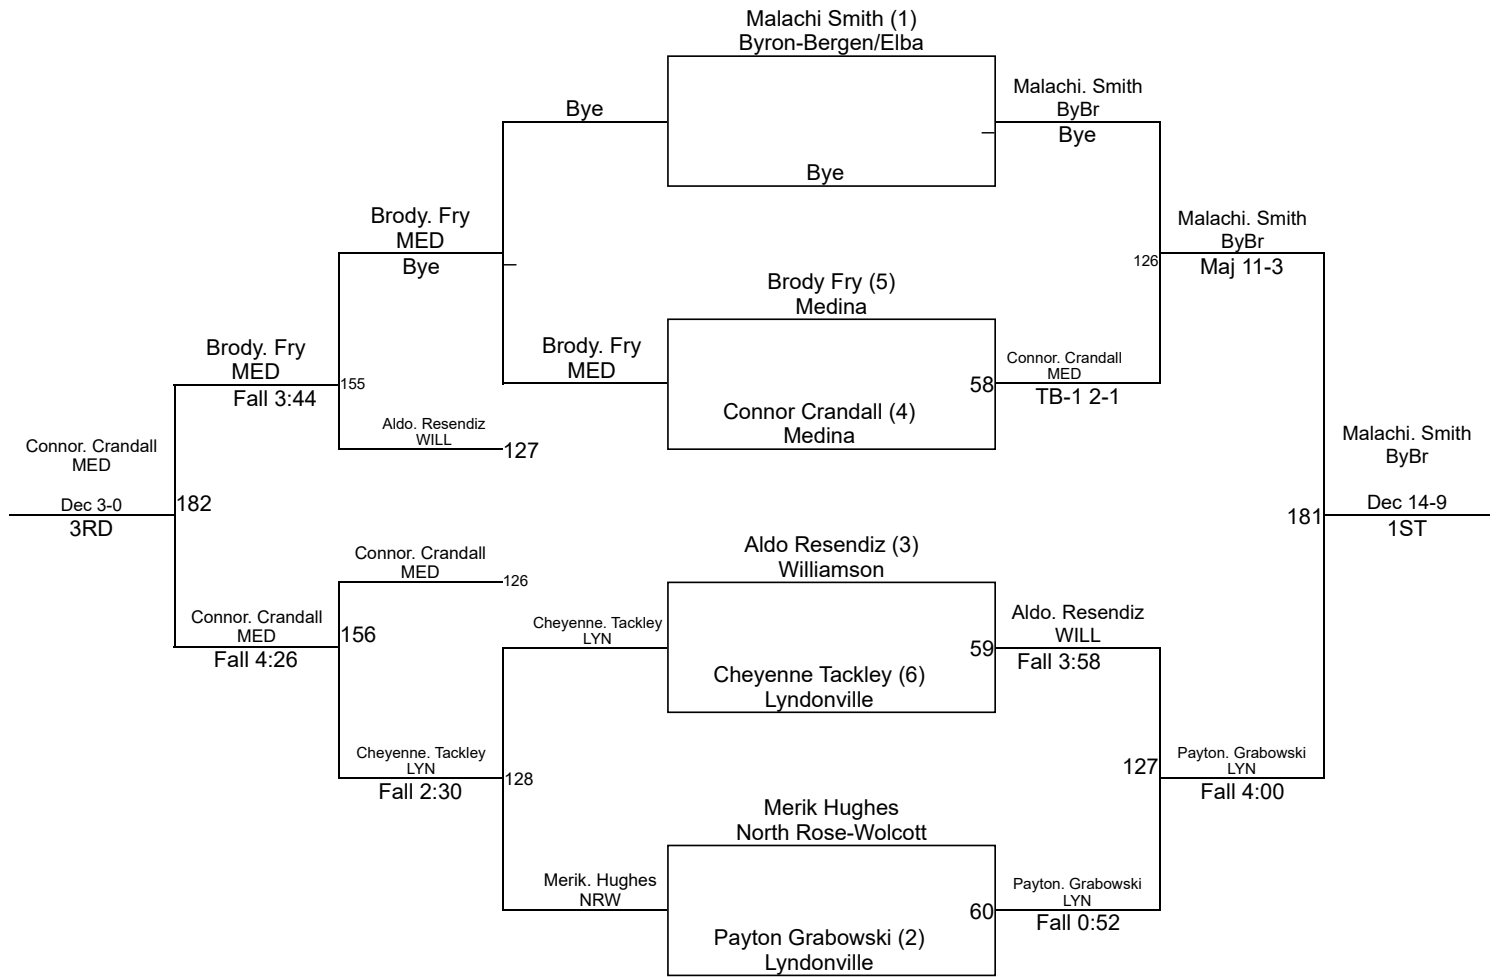 Malachi Smith (1)
Byron-Bergen/Elba
Bye
Malachi. Smith
ByBr
Bye
Bye
Brody. Fry
MED
Bye
Malachi. Smith
ByBr
126
Maj 11-3
Brody Fry (5)
Medina
Brody. Fry
MED
Fall 3:44
155
Brody. Fry
MED
58
Connor. Crandall
MED
TB-1 2-1
Connor Crandall (4)
Medina
Aldo. Resendiz
WILL
127
Connor. Crandall
MED
Dec 3-0
3RD
182
Malachi. Smith
ByBr
181
Dec 14-9
1ST
Connor. Crandall
MED
126
Aldo Resendiz (3)
Williamson
Connor. Crandall
MED
Fall 4:26
156
Cheyenne. Tackley
LYN
59
Aldo. Resendiz
WILL
Fall 3:58
Cheyenne Tackley (6)
Lyndonville
Cheyenne. Tackley
LYN
Fall 2:30
128
127
Payton. Grabowski
LYN
Fall 4:00
Merik Hughes
North Rose-Wolcott
Merik. Hughes
NRW
60
Payton. Grabowski
LYN
Fall 0:52
Payton Grabowski (2)
Lyndonville